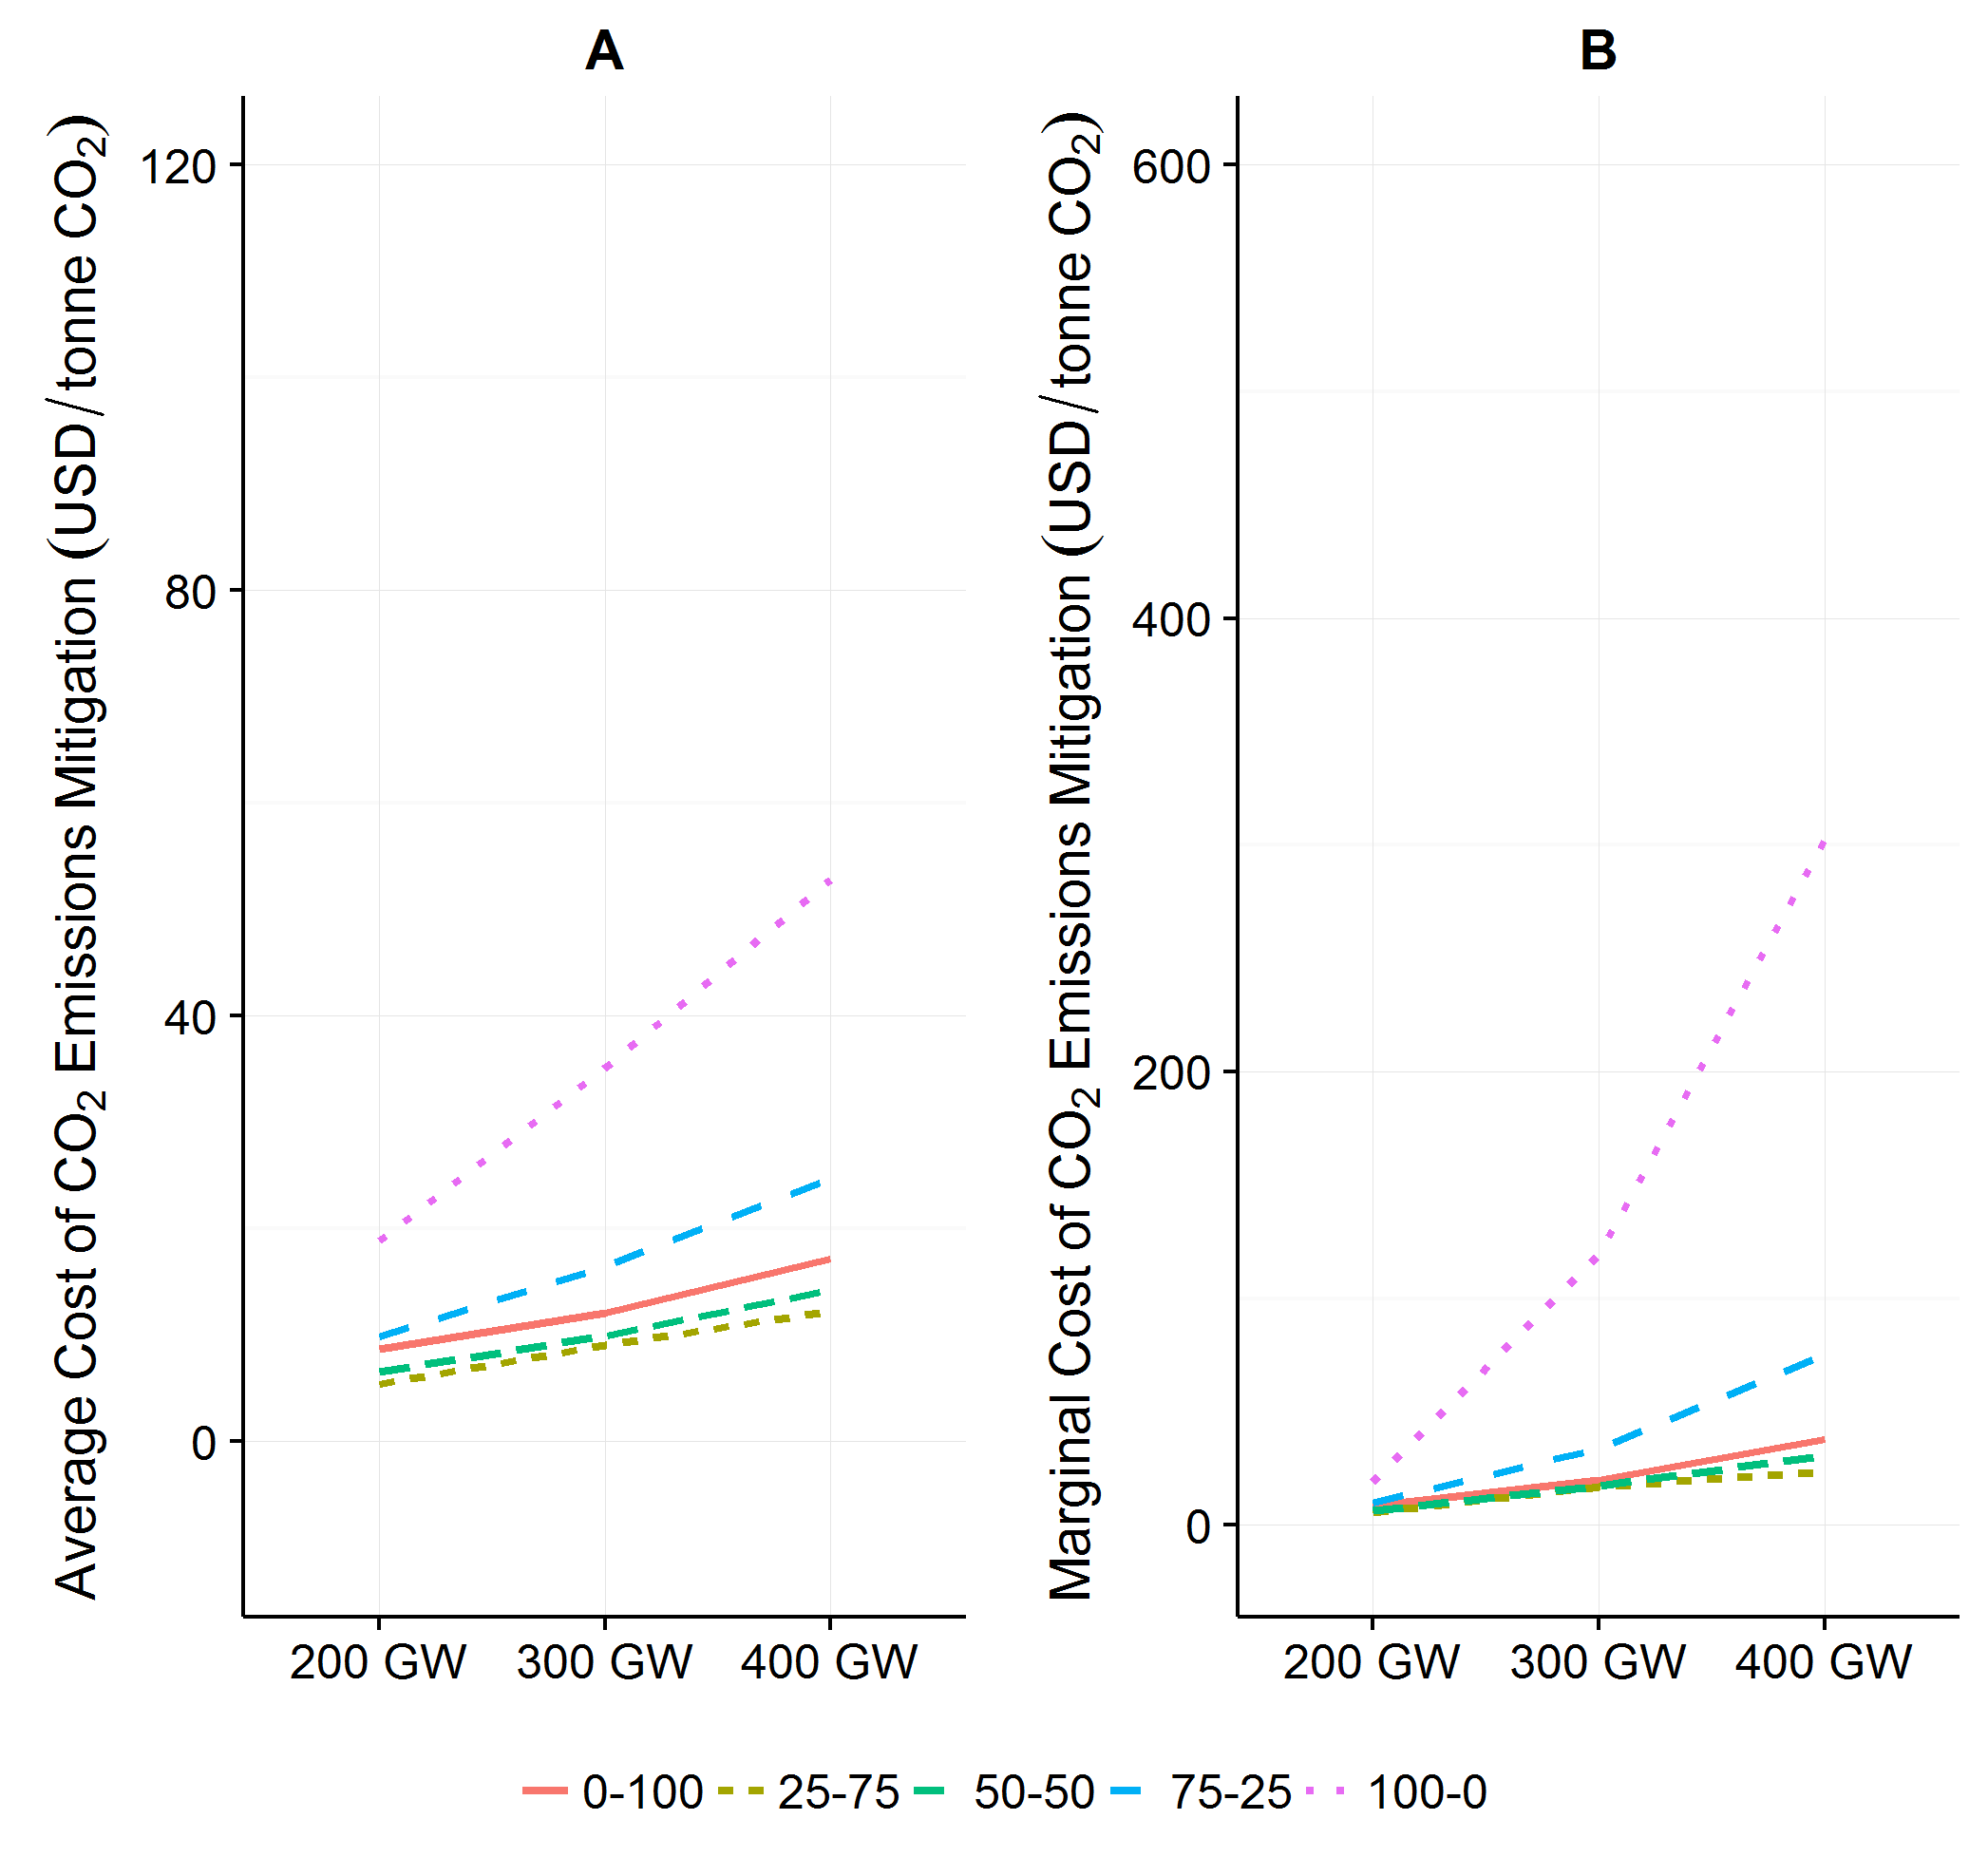 A
Average Cost of CO₂ Emissions Mitigation (USD/tonne CO₂)
120
80
40
0
200 GW 300 GW 400 GW
B
Marginal Cost of CO₂ Emissions Mitigation (USD/tonne CO₂)
600
400
200
0
200 GW 300 GW 400 GW
0-100 25-75 50-50 75-25 100-0